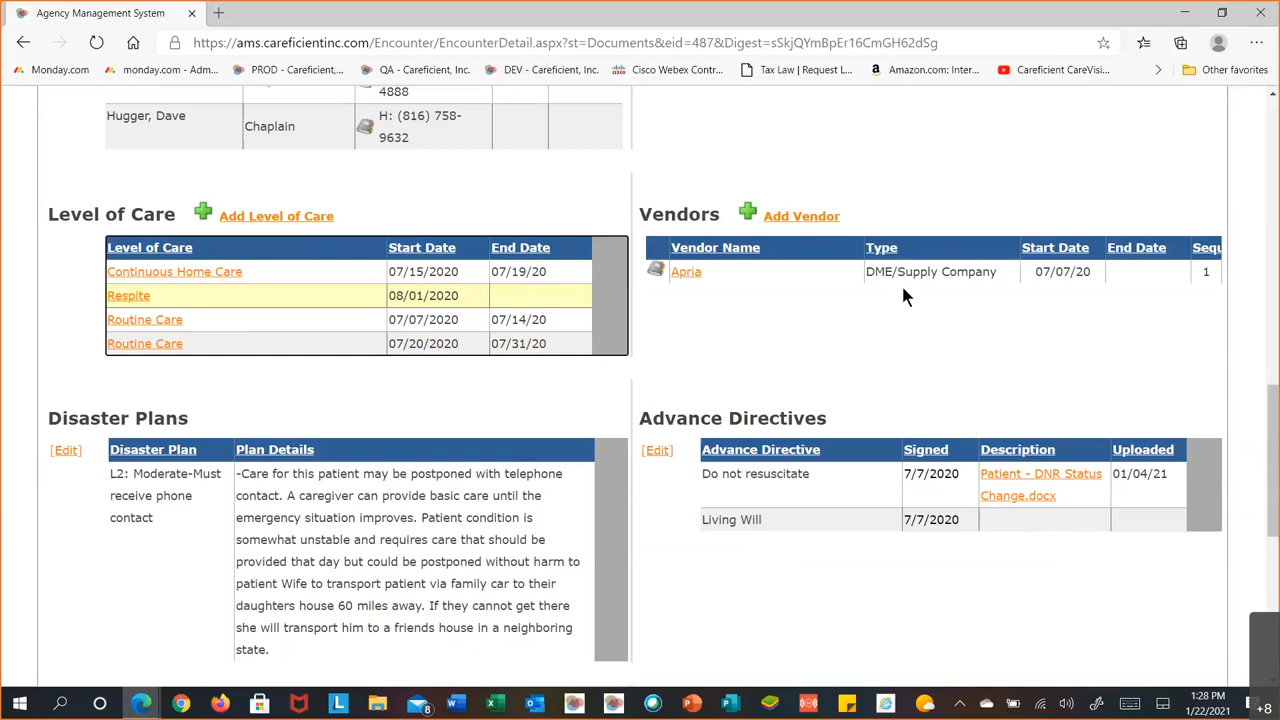 Agency Management System
https://ams.careficientinc.com/Encounter/EncounterDetail.aspx?st=Documents&eid=487&Digest=sSkjQYmBpEr16CmGH62dSg
Monday.com
monday.com - Adm...
PROD - Careficient,...
QA - Careficient, Inc.
DEV - Careficient, Inc.
Cisco Webex Contr...
Tax Law | Request L...
Amazon.com: Inter...
Careficient CareVisi...
Other favorites
4888
Hugger, Dave
Chaplain
H: (816) 758-
9632
Level of Care
Add Level of Care
Level of Care Start Date End Date
Continuous Home Care 07/15/2020 07/19/20
Respite 08/01/2020
Routine Care 07/07/2020 07/14/20
Routine Care 07/20/2020 07/31/20
Vendors
Add Vendor
Vendor Name Type Start Date End Date Sequ
Apria DME/Supply Company 07/07/20 1
Disaster Plans
[Edit]
Disaster Plan Plan Details
L2: Moderate-Must
receive phone
contact
-Care for this patient may be postponed with telephone
contact. A caregiver can provide basic care until the
emergency situation improves. Patient condition is
somewhat unstable and requires care that should be
provided that day but could be postponed without harm to
patient Wife to transport patient via family car to their
daughters house 60 miles away. If they cannot get there
she will transport him to a friends house in a neighboring
state.
Advance Directives
[Edit]
Advance Directive Signed Description Uploaded
Do not resuscitate 7/7/2020 Patient - DNR Status 01/04/21
Change.docx
Living Will 7/7/2020
8
1:28 PM
1/22/2021
+8